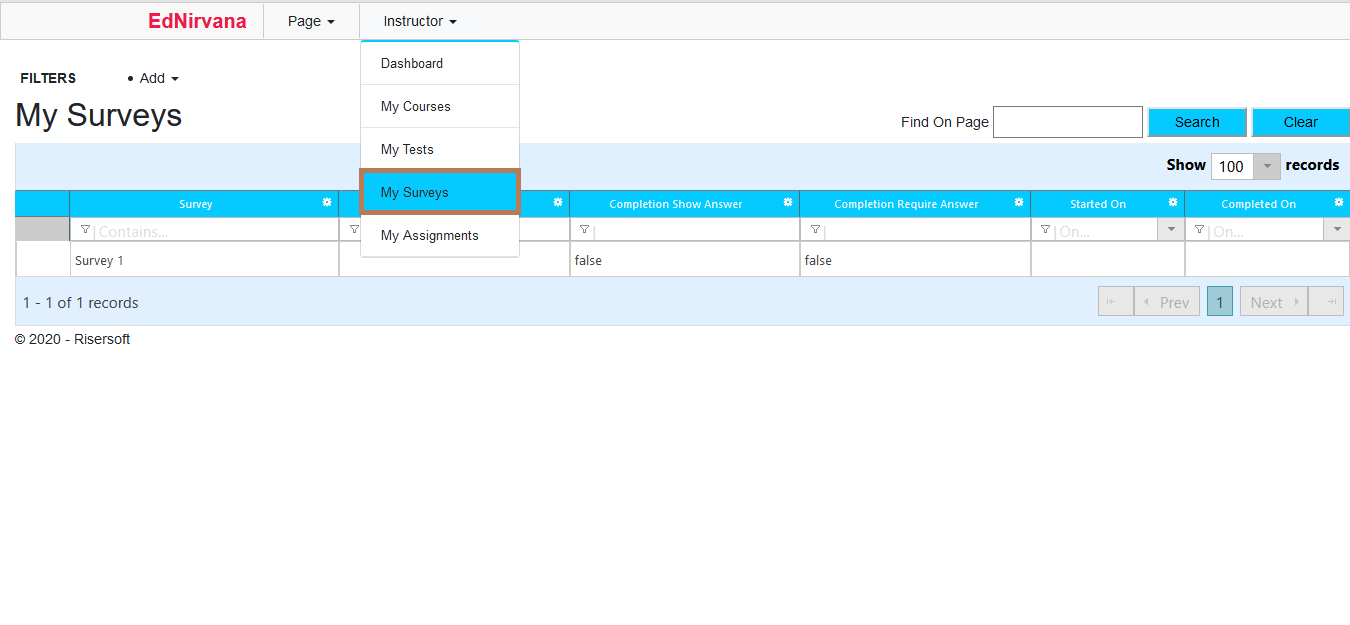 EdNirvana Page Instructor
Dashboard
My Courses
My Tests
My Surveys
My Assignments
FILTERS • Add
My Surveys
Find On Page Search Clear
Show 100 records
Survey Completion Show Answer Completion Require Answer Started On Completed On
Contains... On... On...
Survey 1 false false
1 - 1 of 1 records Prev 1 Next
© 2020 - Risersoft